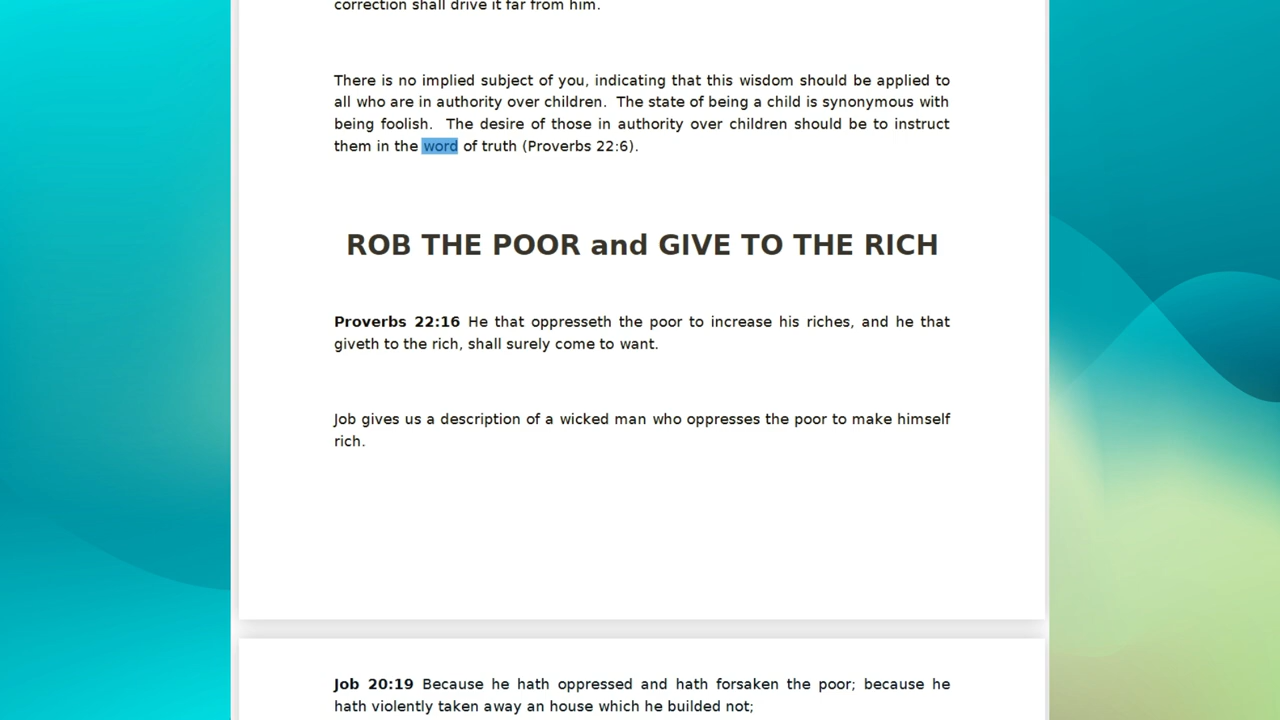 correction shall drive it far from him.
There is no implied subject of you, indicating that this wisdom should be applied to
all who are in authority over children.  The state of being a child is synonymous with
being foolish.  The desire of those in authority over children should be to instruct
them in the word of truth (Proverbs 22:6).
ROB THE POOR and GIVE TO THE RICH
Proverbs 22:16 He that oppresseth the poor to increase his riches, and he that
giveth to the rich, shall surely come to want.
Job gives us a description of a wicked man who oppresses the poor to make himself
rich.
Job 20:19 Because he hath oppressed and hath forsaken the poor; because he
hath violently taken away an house which he builded not;